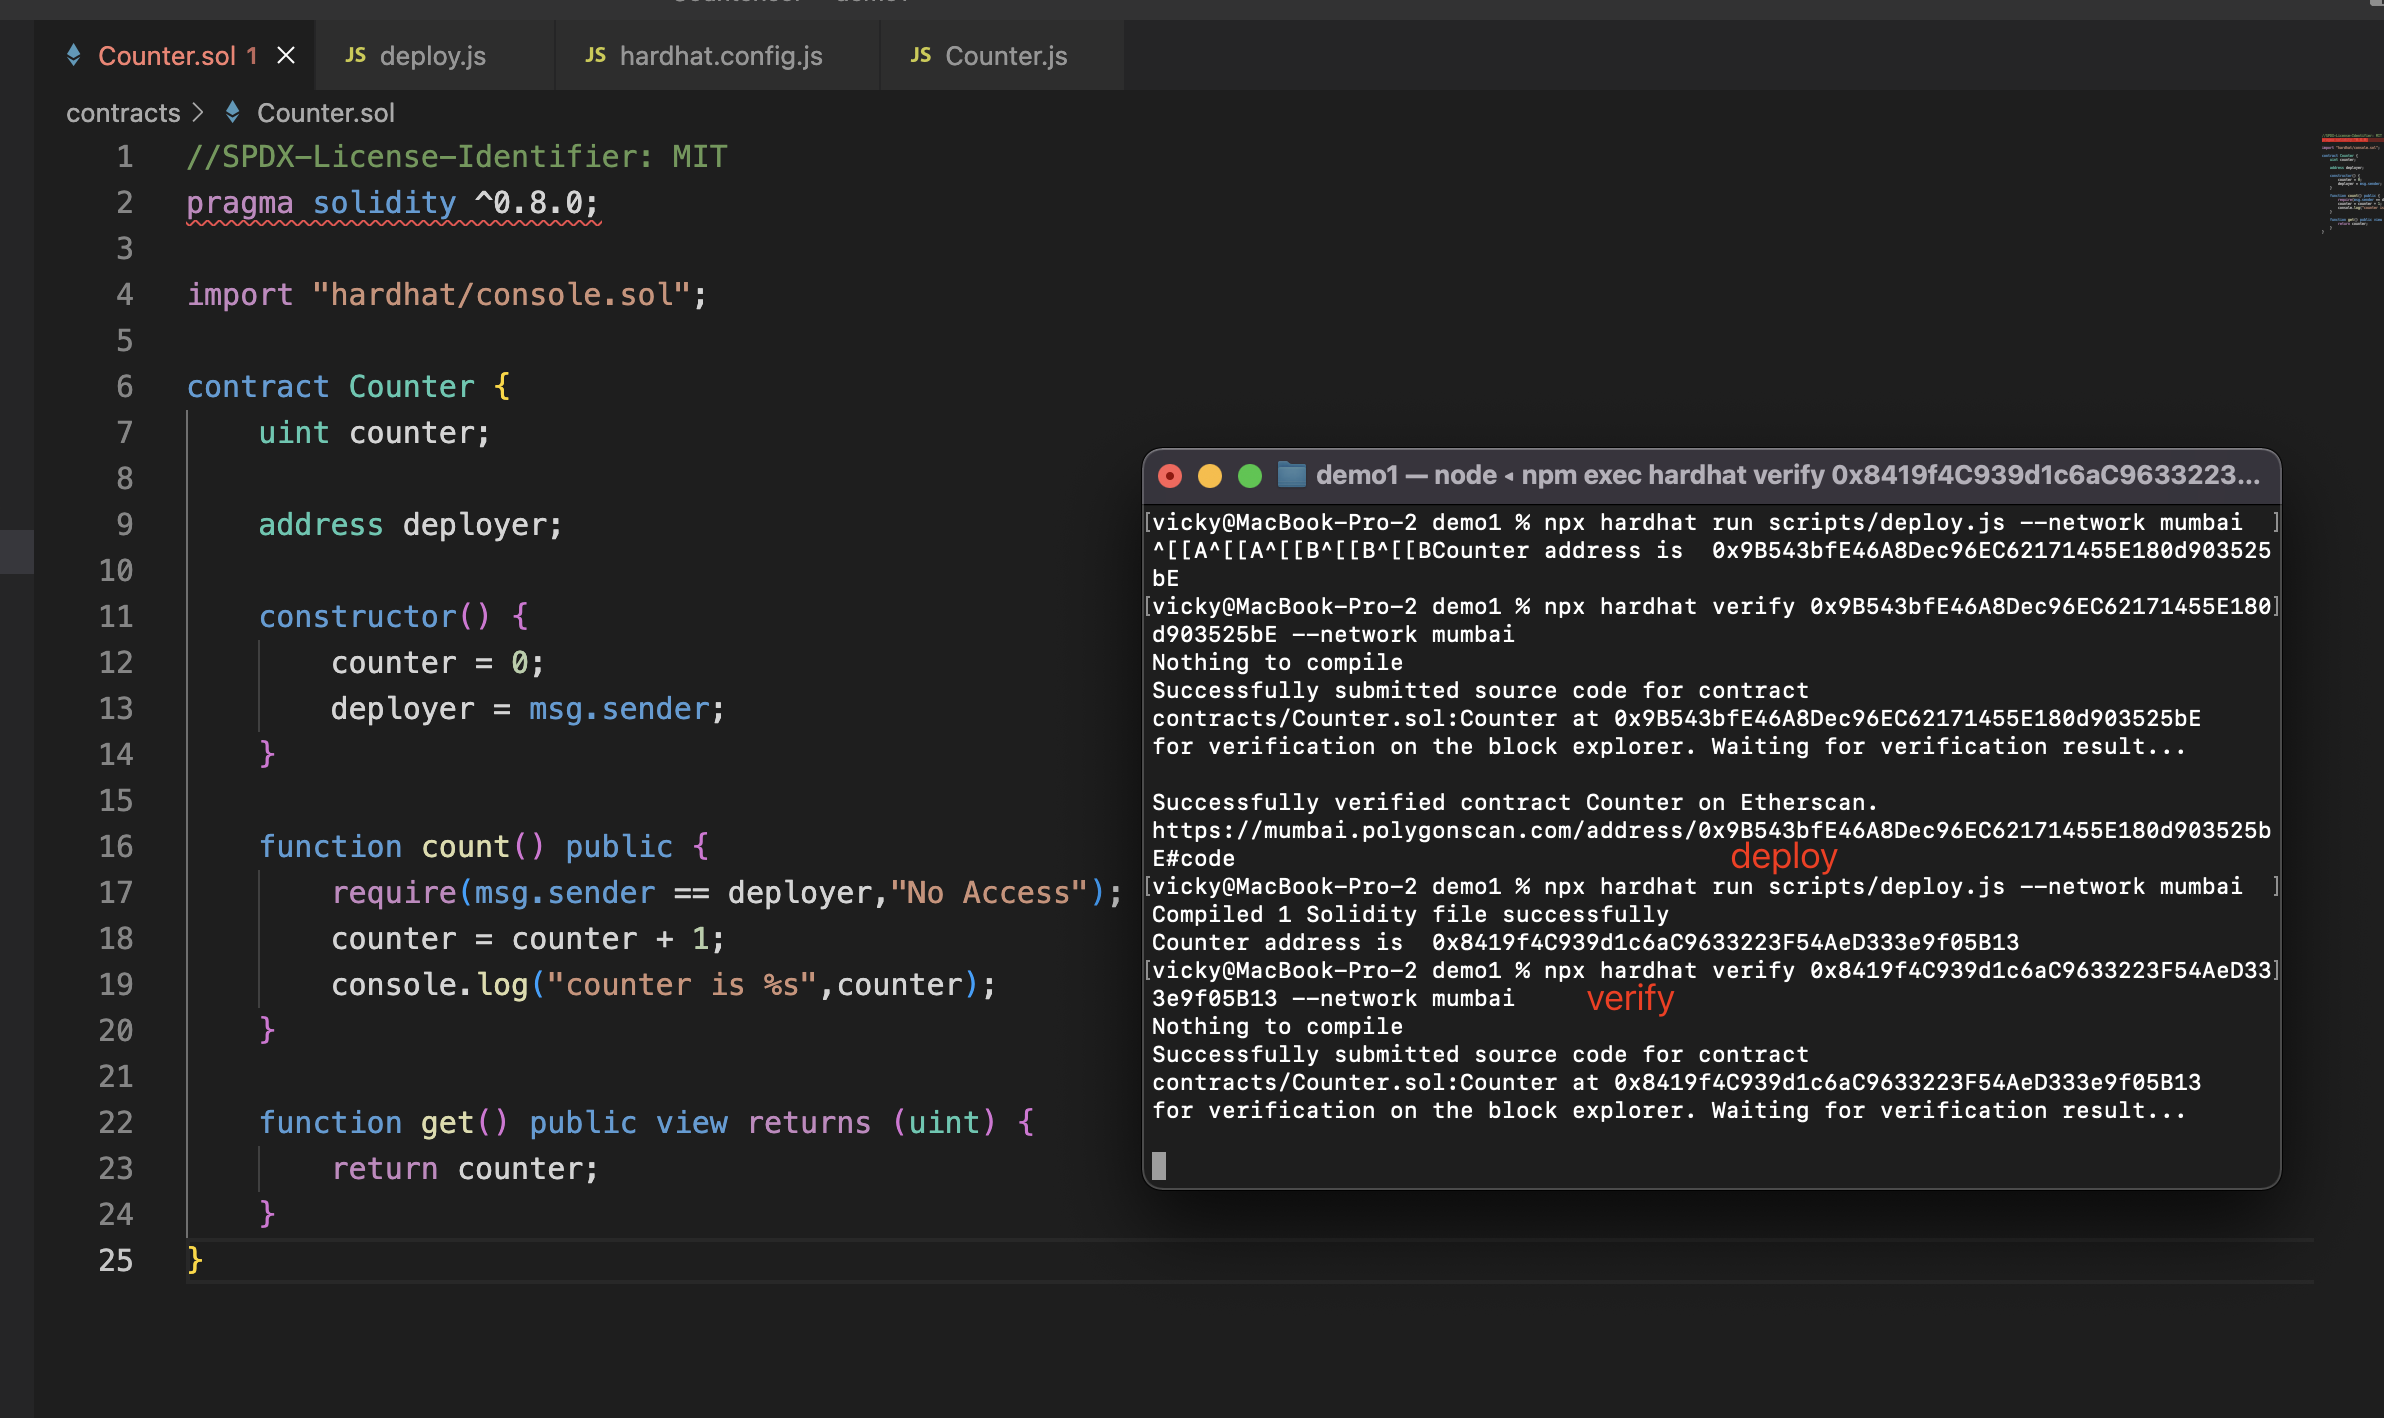 Counter.sol 1
JS deploy.js
JS hardhat.config.js
JS Counter.js
contracts > Counter.sol
1 //SPDX-License-Identifier: MIT
2 pragma solidity ^0.8.0;
3
4 import "hardhat/console.sol";
5
6 contract Counter {
7 uint counter;
8
9 address deployer;
10
11 constructor() {
12 counter = 0;
13 deployer = msg.sender;
14 }
15
16 function count() public {
17 require(msg.sender == deployer,"No Access");
18 counter = counter + 1;
19 console.log("counter is %s",counter);
20 }
21
22 function get() public view returns (uint) {
23 return counter;
24 }
25 }
demo1 — node ◂ npm exec hardhat verify 0x8419f4C939d1c6aC9633223...
[vicky@MacBook-Pro-2 demo1 % npx hardhat run scripts/deploy.js --network mumbai ]
^[[A^[[A^[[B^[[B^[[BCounter address is  0x9B543bfE46A8Dec96EC62171455E180d903525
bE
[vicky@MacBook-Pro-2 demo1 % npx hardhat verify 0x9B543bfE46A8Dec96EC62171455E180]
d903525bE --network mumbai
Nothing to compile
Successfully submitted source code for contract
contracts/Counter.sol:Counter at 0x9B543bfE46A8Dec96EC62171455E180d903525bE
for verification on the block explorer. Waiting for verification result...
Successfully verified contract Counter on Etherscan.
https://mumbai.polygonscan.com/address/0x9B543bfE46A8Dec96EC62171455E180d903525b
E#code
deploy
[vicky@MacBook-Pro-2 demo1 % npx hardhat run scripts/deploy.js --network mumbai ]
Compiled 1 Solidity file successfully
Counter address is  0x8419f4C939d1c6aC9633223F54AeD333e9f05B13
[vicky@MacBook-Pro-2 demo1 % npx hardhat verify 0x8419f4C939d1c6aC9633223F54AeD33]
3e9f05B13 --network mumbai
verify
Nothing to compile
Successfully submitted source code for contract
contracts/Counter.sol:Counter at 0x8419f4C939d1c6aC9633223F54AeD333e9f05B13
for verification on the block explorer. Waiting for verification result...